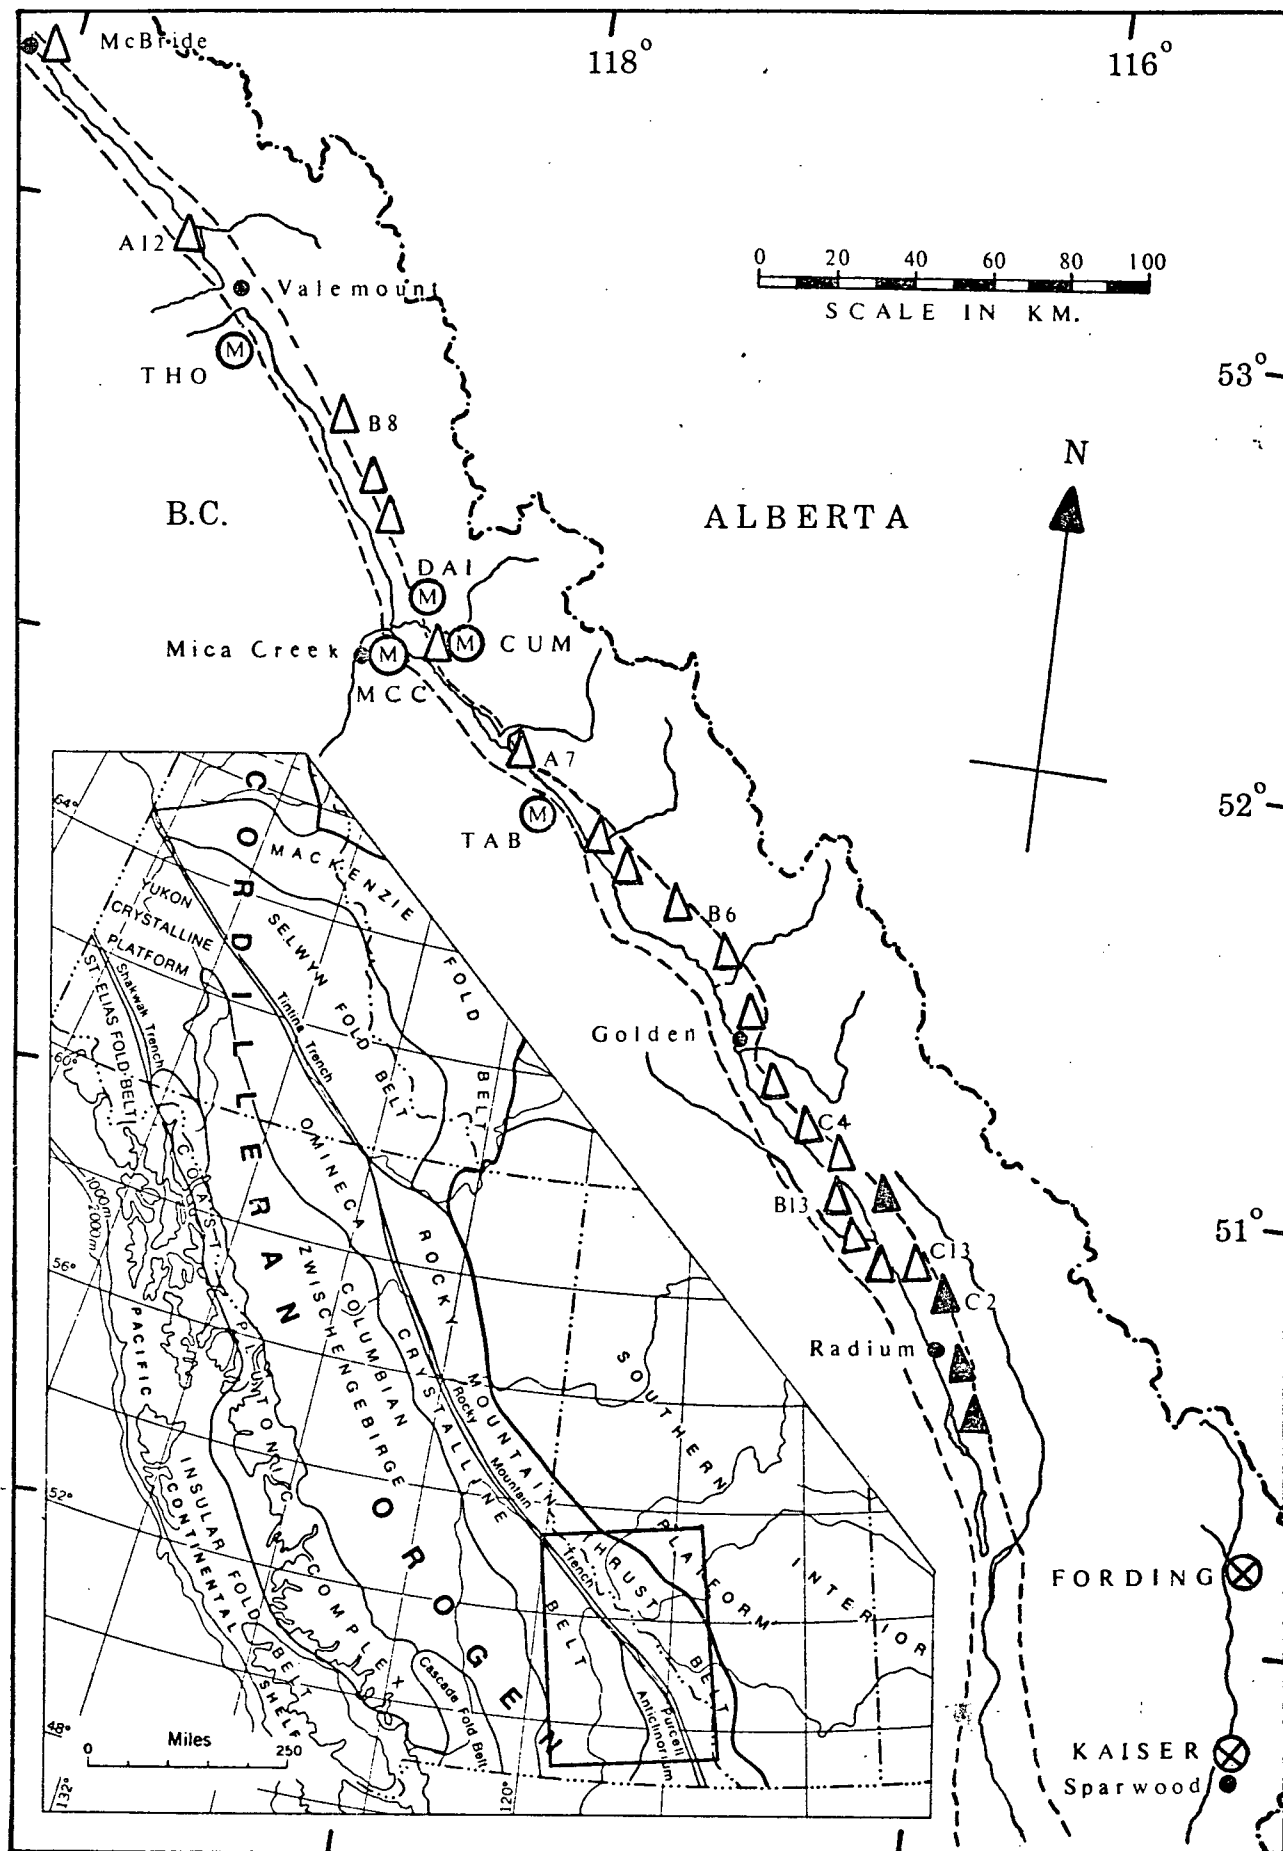 McBride
118°
116°
A12
Valemount
0 20 40 60 80 100
SCALE IN KM.
THO
53°
B8
N
B.C.
ALBERTA
DAI
M
M
M
M
M
Mica Creek
CUM
MCC
A7
52°
TAB
B6
Golden
C4
B13
51°
C13
C2
Radium
FORDING
KAISER
Sparwood
CORDILLERAN OROGEN
MACKENZIE FOLD BELT
64°
YUKON
CRYSTALLINE
PLATFORM
SELWYN FOLD BELT
ST. ELIAS FOLD BELT
Shakwak Trench
Tintina Trench
60°
OMINECA CRYSTALLINE BELT
COAST PLUTONIC COMPLEX
1000m
2000m
ROCKY MOUNTAIN THRUST BELT
COLUMBIAN
ZWISCHENGEBIRGE
56°
PACIFIC
CONTINENTAL SHELF
INSULAR FOLD BELT
Rocky Mountain Trench
SOUTHERN
INTERIOR
PLATFORM
52°
Cascade Fold Belt
Purcell
Anticlinorium
48°
Miles
0 250
132°
120°